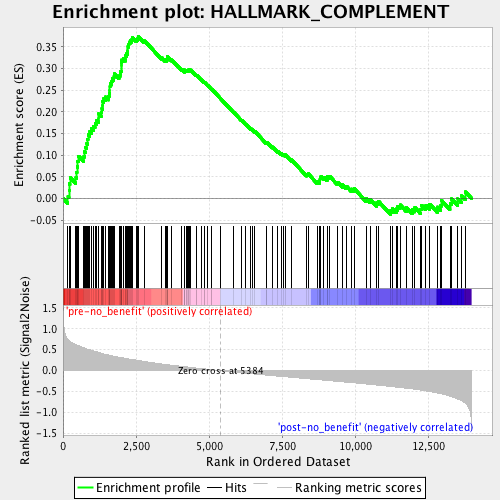 Enrichment plot: HALLMARK_COMPLEMENT
Enrichment score (ES)
0.35
0.30
0.25
0.20
0.15
0.10
0.05
0.00
-0.05
Ranked list metric (Signal2Noise)
1.5
1.0
0.5
0.0
-0.5
-1.0
-1.5
'pre-no_benefit' (positively correlated)
Zero cross at 5384
'post-no_benefit' (negatively correlated)
0
2,500
5,000
7,500
10,000
12,500
Rank in Ordered Dataset
Enrichment profile
Hits
Ranking metric scores